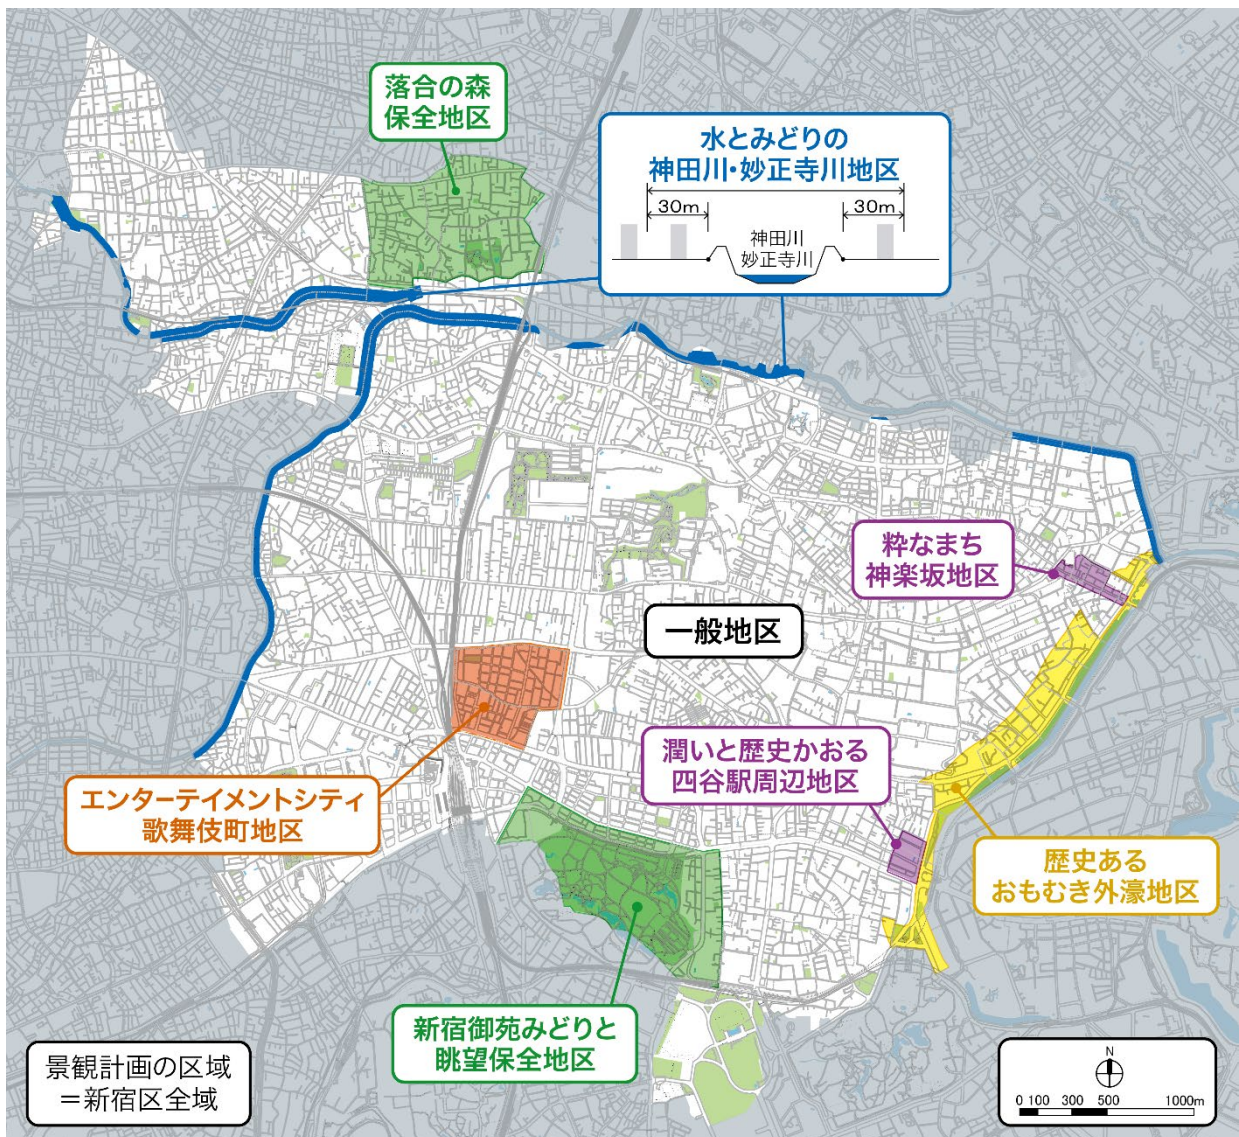 落合の森
保全地区
水とみどりの
神田川・妙正寺川地区
30m
30m
神田川
妙正寺川
粋なまち
神楽坂地区
一般地区
潤いと歴史かおる
四谷駅周辺地区
エンターテイメントシティ
歌舞伎町地区
歴史ある
おもむき外濠地区
新宿御苑みどりと
眺望保全地区
景観計画の区域
＝新宿区全域
N
0 100 300 500 1000m